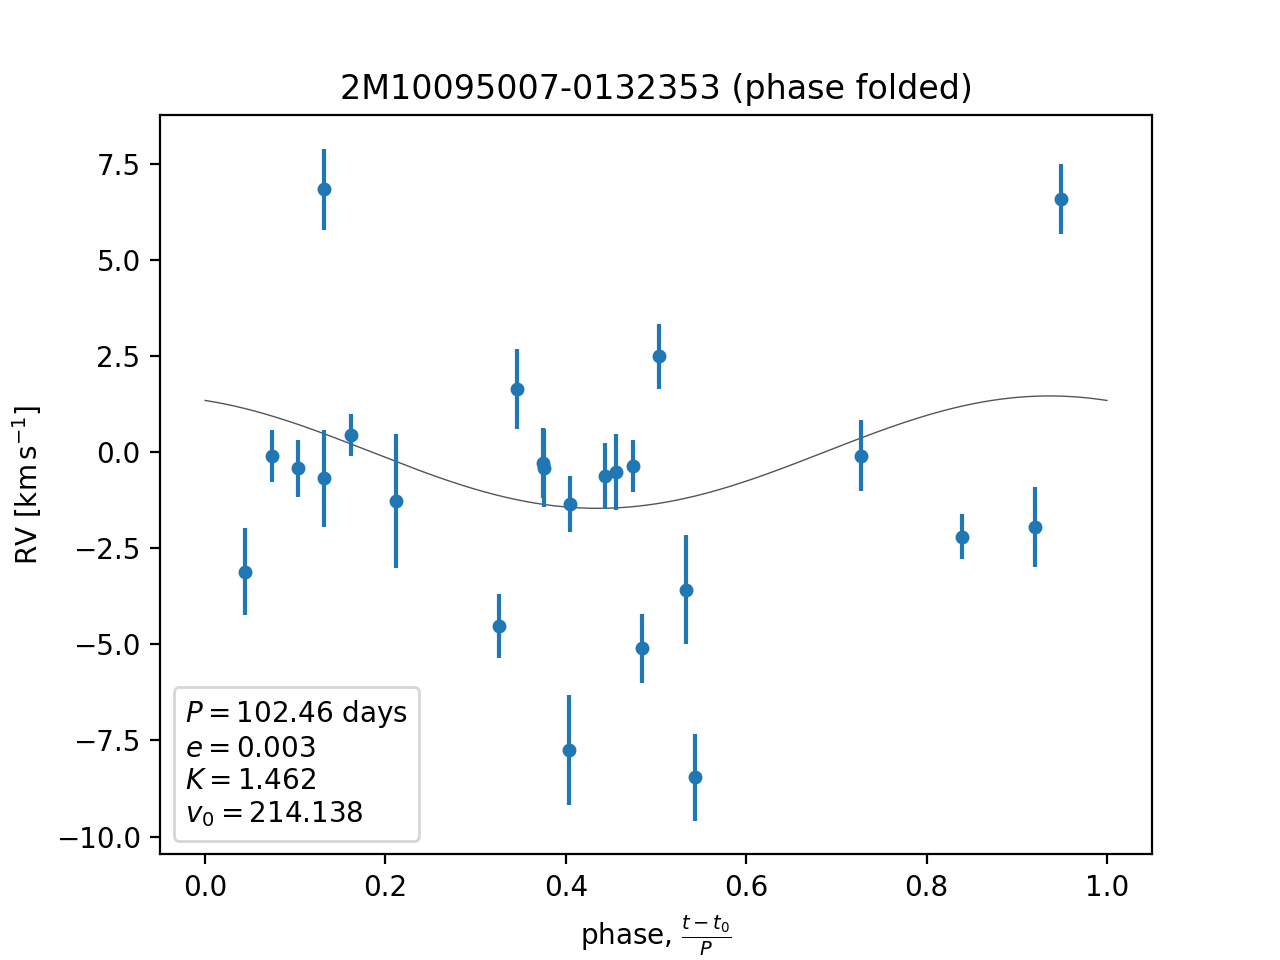 2M10095007-0132353 (phase folded)
7.5
5.0
2.5
0.0
−2.5
−5.0
−7.5
−10.0
RV [km s⁻¹]
P = 102.46 days
e = 0.003
K = 1.462
v₀ = 214.138
0.0 0.2 0.4 0.6 0.8 1.0
phase, (t − t₀)/P